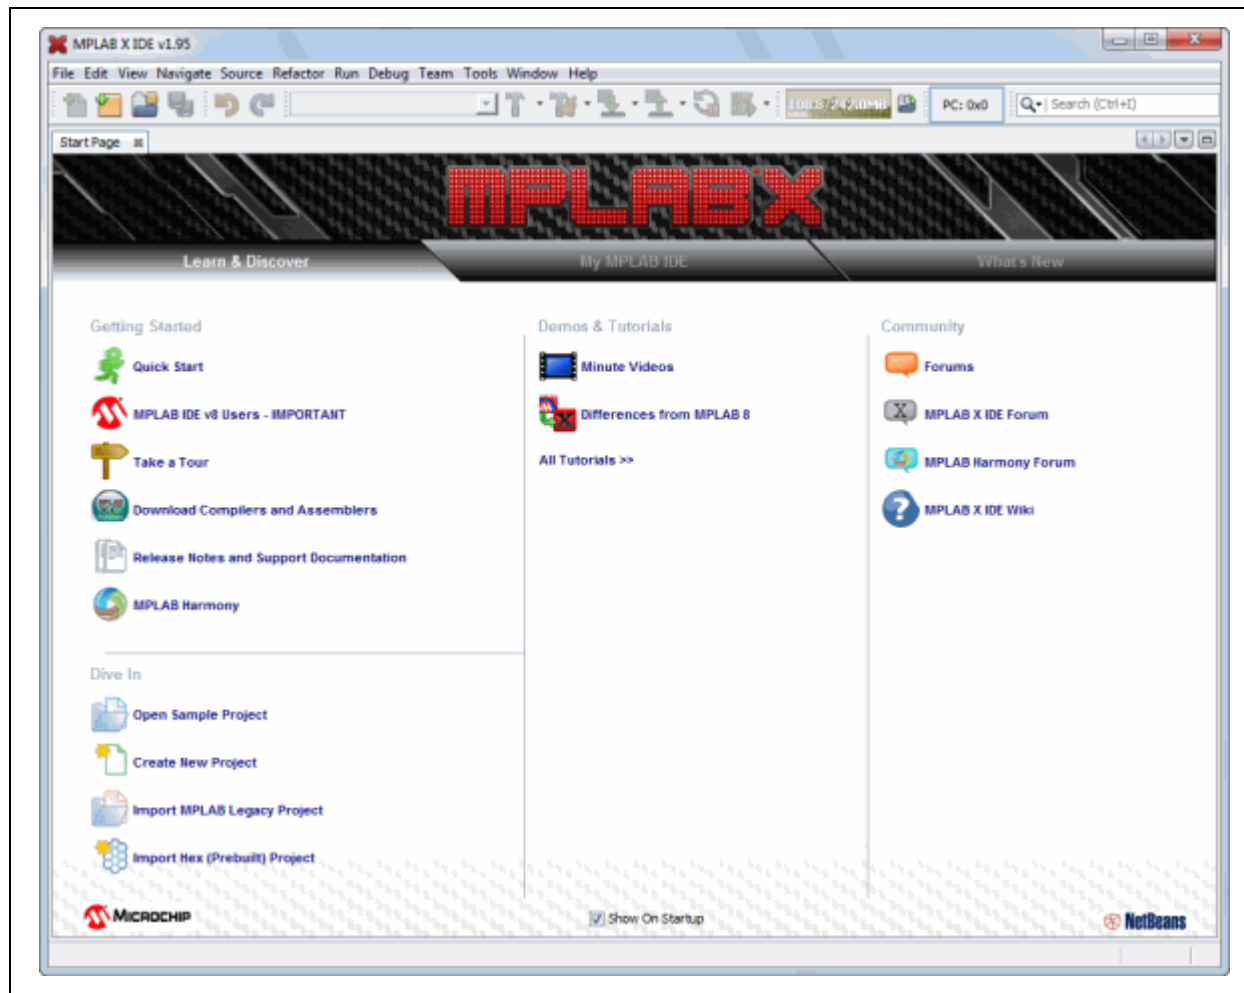 MPLAB X IDE v1.95
File Edit View Navigate Source Refactor Run Debug Team Tools Window Help
PC: 0x0
Search (Ctrl+I)
Start Page
MPLAB X
Learn & Discover
My MPLAB IDE
What's New
Getting Started
Quick Start
MPLAB IDE v8 Users - IMPORTANT
Take a Tour
Download Compilers and Assemblers
Release Notes and Support Documentation
MPLAB Harmony
Dive In
Open Sample Project
Create New Project
Import MPLAB Legacy Project
Import Hex (Prebuilt) Project
Demos & Tutorials
Minute Videos
Differences from MPLAB 8
All Tutorials >>
Community
Forums
MPLAB X IDE Forum
MPLAB Harmony Forum
MPLAB X IDE Wiki
MICROCHIP
Show On Startup
NetBeans